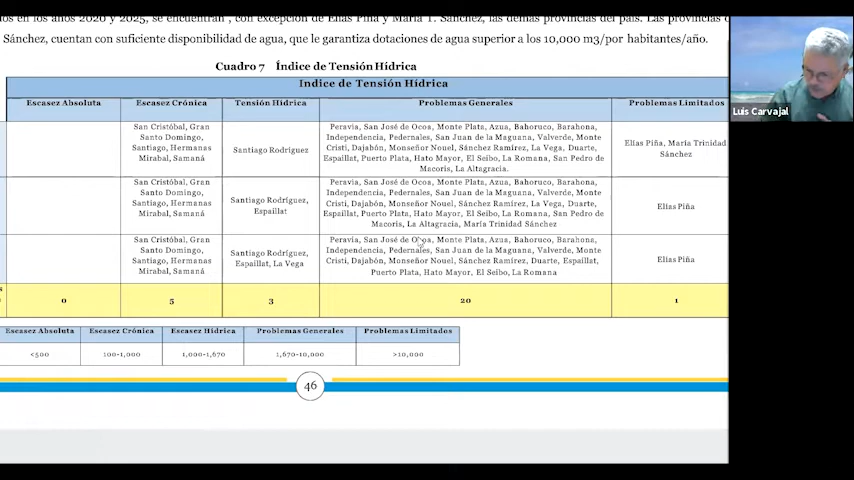 os en los años 2020 y 2025, se encuentran , con excepción de Elías Piña y María T. Sánchez, las demás provincias del país. Las provincias
Sánchez, cuentan con suficiente disponibilidad de agua, que le garantiza dotaciones de agua superior a los 10,000 m3/por habitantes/año.
Cuadro 7 Índice de Tensión Hídrica
Indice de Tensión Hídrica
Escasez Absoluta Escasez Crónica Tensión Hídrica Problemas Generales Problemas Limitados
San Cristóbal, Gran
Santo Domingo,
Santiago, Hermanas
Mirabal, Samaná
Santiago Rodríguez
Peravia, San José de Ocoa, Monte Plata, Azua, Bahoruco, Barahona,
Independencia, Pedernales, San Juan de la Maguana, Valverde, Monte
Cristi, Dajabón, Monseñor Nouel, Sánchez Ramírez, La Vega, Duarte,
Espaillat, Puerto Plata, Hato Mayor, El Seibo, La Romana, San Pedro de
Macorís, La Altagracia.
Elías Piña, María Trinidad
Sánchez
San Cristóbal, Gran
Santo Domingo,
Santiago, Hermanas
Mirabal, Samaná
Santiago Rodríguez,
Espaillat
Peravia, San José de Ocoa, Monte Plata, Azua, Bahoruco, Barahona,
Independencia, Pedernales, San Juan de la Maguana, Valverde, Monte
Cristi, Dajabón, Monseñor Nouel, Sánchez Ramírez, La Vega, Duarte,
Espaillat, Puerto Plata, Hato Mayor, El Seibo, La Romana, San Pedro de
Macorís, La Altagracia, María Trinidad Sánchez
Elías Piña
San Cristóbal, Gran
Santo Domingo,
Santiago, Hermanas
Mirabal, Samaná
Santiago Rodríguez,
Espaillat, La Vega
Peravia, San José de Ocoa, Monte Plata, Azua, Bahoruco, Barahona,
Independencia, Pedernales, San Juan de la Maguana, Valverde, Monte
Cristi, Dajabón, Monseñor Nouel, Sánchez Ramírez, Duarte, Espaillat,
Puerto Plata, Hato Mayor, El Seibo, La Romana
Elías Piña
0 5 3 20 1
Escasez Absoluta Escasez Crónica Escasez Hídrica Problemas Generales Problemas Limitados
<500 100-1,000 1,000-1,670 1,670-10,000 >10,000
46
Luis Carvajal